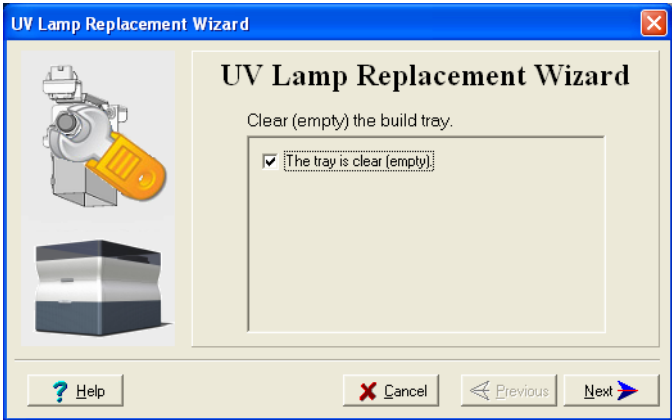 UV Lamp Replacement Wizard
UV Lamp Replacement Wizard
Clear (empty) the build tray.
The tray is clear (empty).
Help
Cancel
Previous
Next